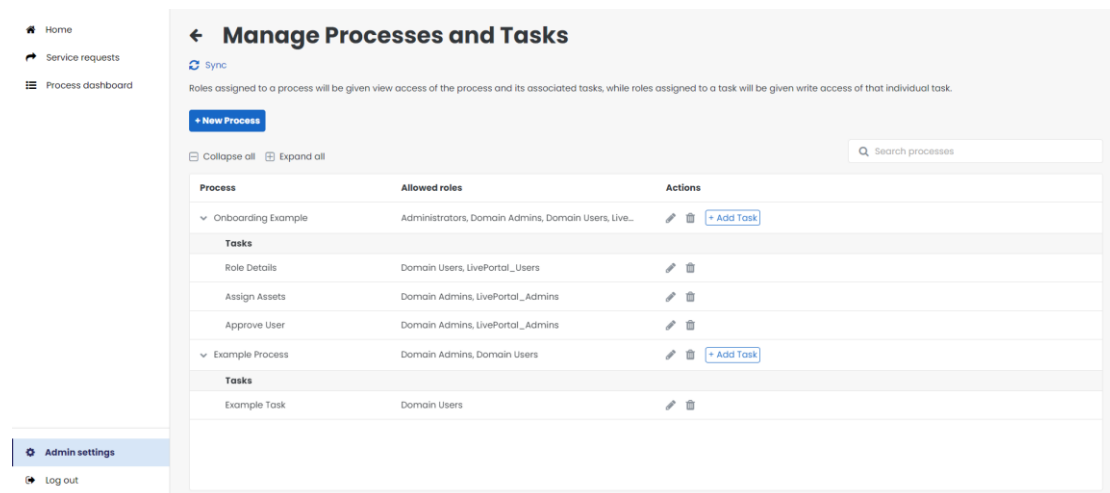 Home
Service requests
Process dashboard
Manage Processes and Tasks
Sync
Roles assigned to a process will be given view access of the process and its associated tasks, while roles assigned to a task will be given write access of that individual task.
+ New Process
Collapse all Expand all
Search processes
Process Allowed roles Actions
Onboarding Example Administrators, Domain Admins, Domain Users, Live... + Add Task
Tasks
Role Details Domain Users, LivePortal_Users
Assign Assets Domain Admins, LivePortal_Admins
Approve User Domain Admins, LivePortal_Admins
Example Process Domain Admins, Domain Users + Add Task
Tasks
Example Task Domain Users
Admin settings
Log out